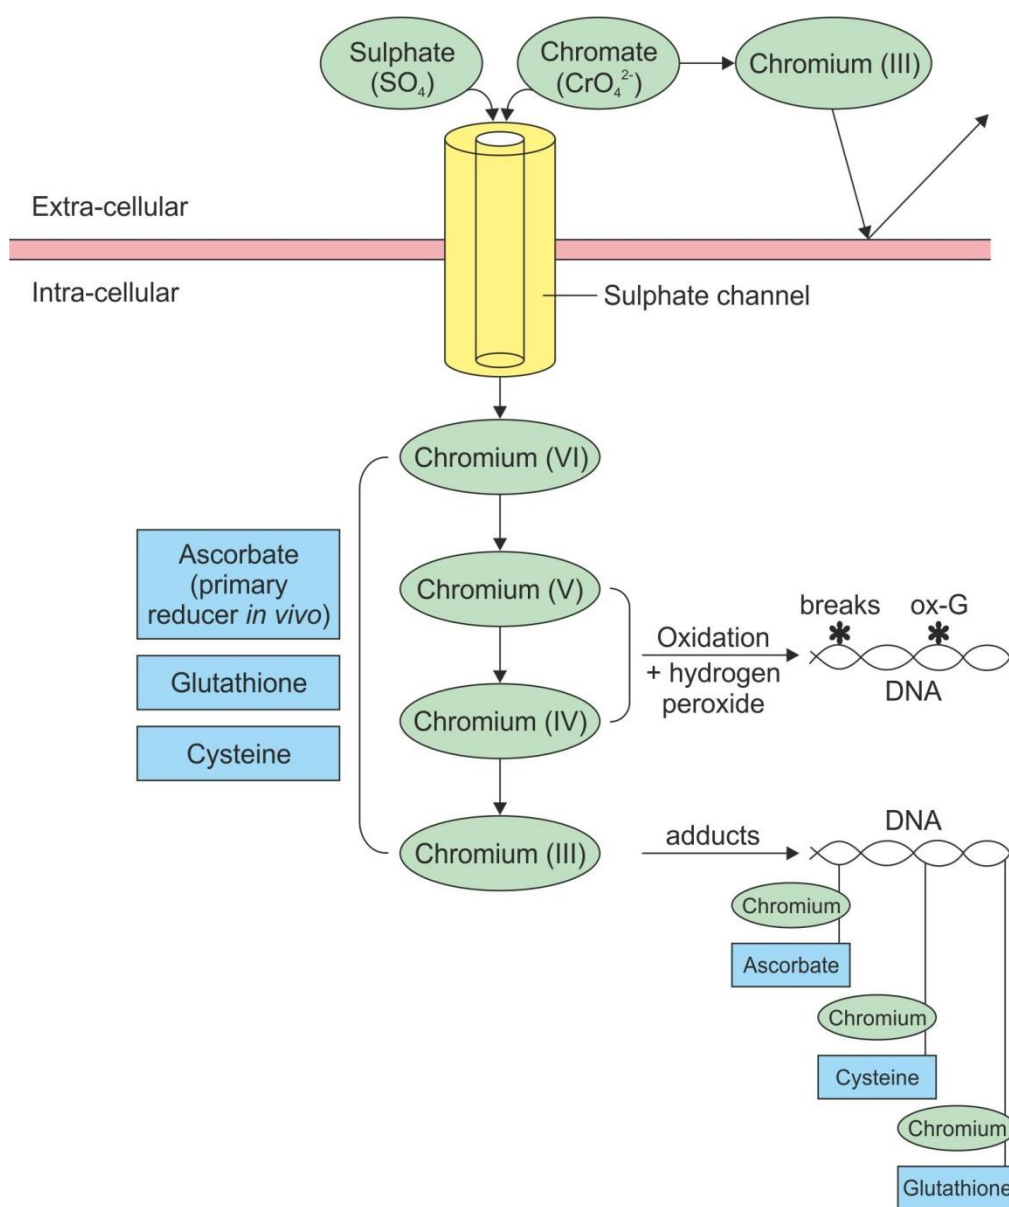 Sulphate
(SO₄)
Chromate
(CrO₄²⁻)
Chromium (III)
Extra-cellular
Intra-cellular
Sulphate channel
Chromium (VI)
Ascorbate
(primary
reducer in vivo)
Glutathione
Cysteine
Chromium (V)
Chromium (IV)
Chromium (III)
Oxidation
+ hydrogen
peroxide
breaks
ox-G
DNA
adducts
DNA
Chromium
Ascorbate
Chromium
Cysteine
Chromium
Glutathione